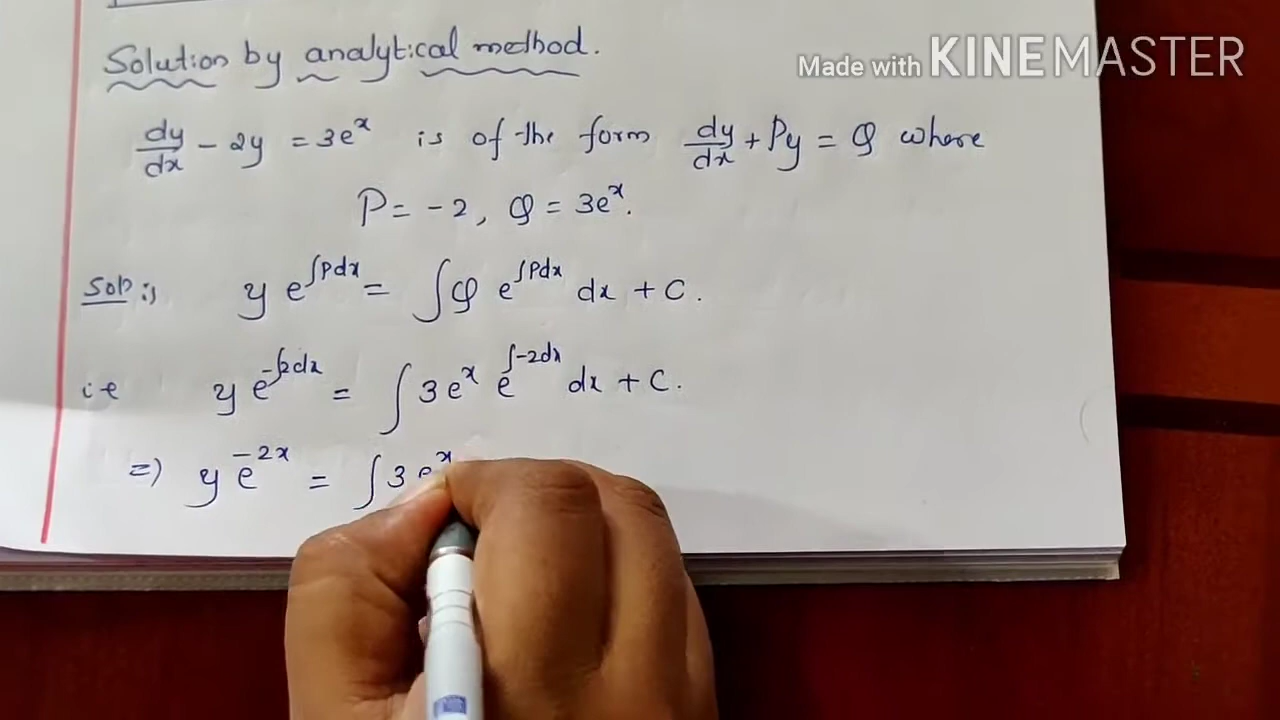 Solution by analytical method.
Made with KINEMASTER
dy/dx - 2y = 3e^x is of the form dy/dx + Py = Q where
P = -2, Q = 3e^x.
Soln is y e^∫Pdx = ∫Q e^∫Pdx dx + C.
i.e y e^-∫2dx = ∫3e^x e^∫-2dx dx + C.
=) y e^-2x = ∫3e^x